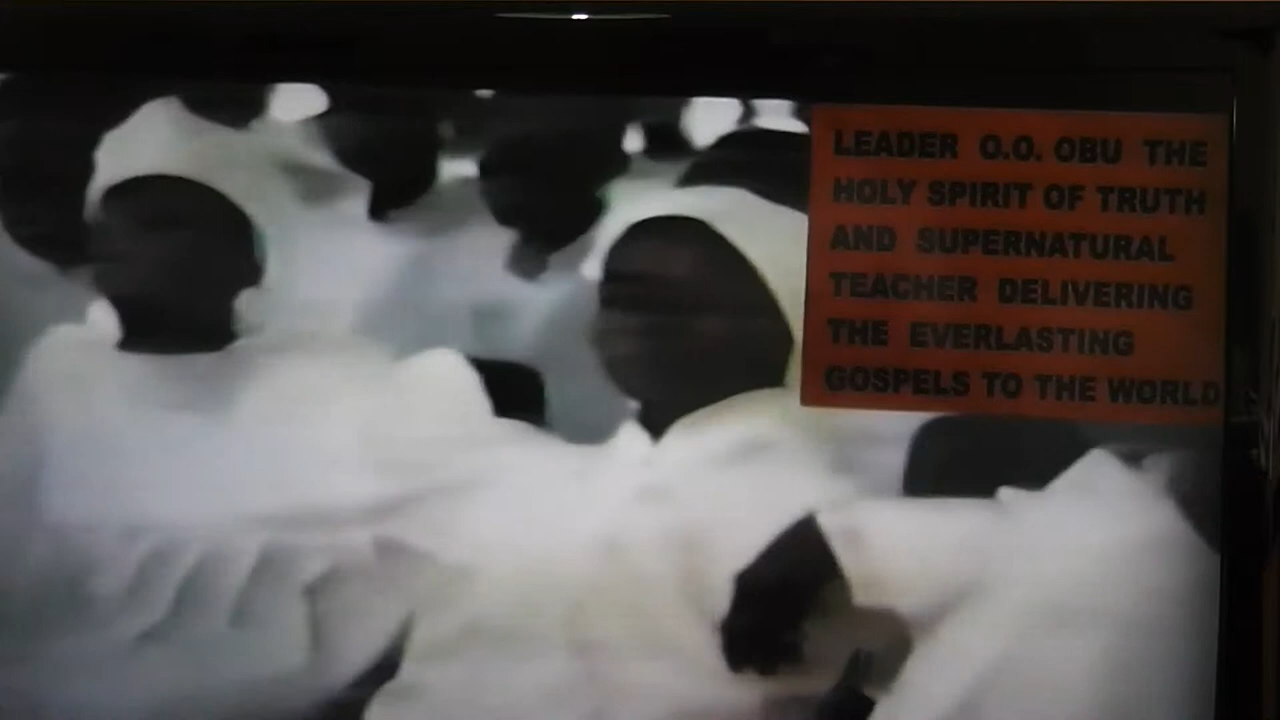 LEADER O.O. OBU THE
HOLY SPIRIT OF TRUTH
AND SUPERNATURAL
TEACHER DELIVERING
THE EVERLASTING
GOSPELS TO THE WORLD